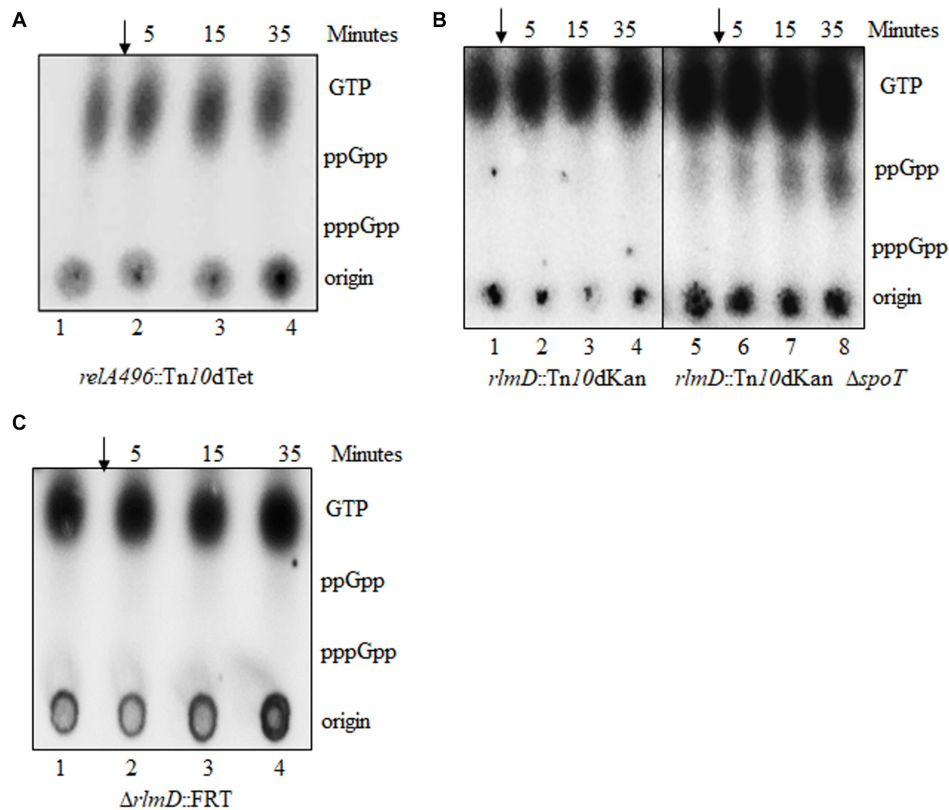 A
5 15 35 Minutes
GTP
ppGpp
pppGpp
origin
1 2 3 4
relA496::Tn10dTet
B
5 15 35 5 15 35 Minutes
GTP
ppGpp
pppGpp
origin
1 2 3 4 5 6 7 8
rlmD::Tn10dKan rlmD::Tn10dKan ΔspoT
C
5 15 35 Minutes
GTP
ppGpp
pppGpp
origin
1 2 3 4
ΔrlmD::FRT